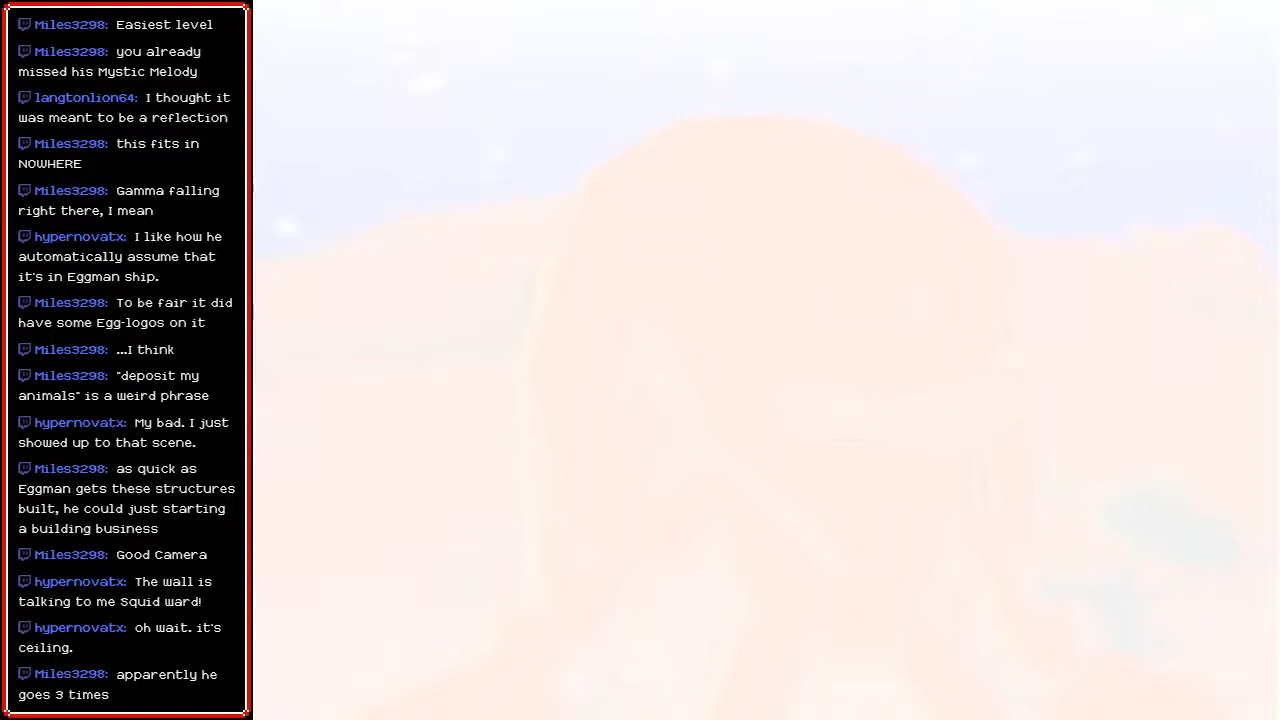 Miles3298: Easiest level
Miles3298: you already
missed his Mystic Melody
langtonlion64: I thought it
was meant to be a reflection
Miles3298: this fits in
NOWHERE
Miles3298: Gamma falling
right there, I mean
hypernovatx: I like how he
automatically assume that
it's in Eggman ship.
Miles3298: To be fair it did
have some Egg-logos on it
Miles3298: ...I think
Miles3298: "deposit my
animals" is a weird phrase
hypernovatx: My bad. I just
showed up to that scene.
Miles3298: as quick as
Eggman gets these structures
built, he could just starting
a building business
Miles3298: Good Camera
hypernovatx: The wall is
talking to me Squid ward!
hypernovatx: oh wait. it's
ceiling.
Miles3298: apparently he
goes 3 times